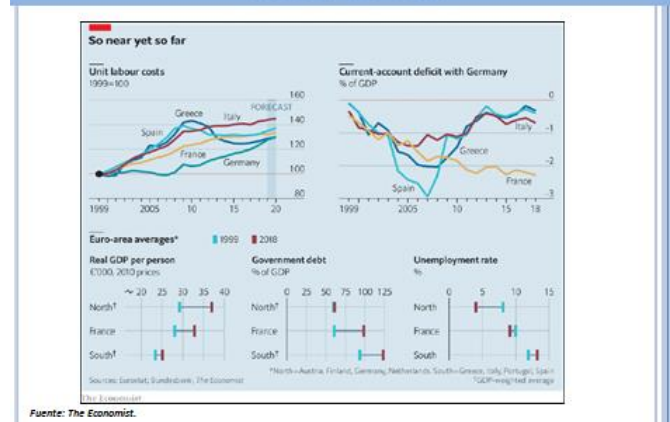 So near yet so far
Unit labour costs
1999=100
160
FORECAST
140
120
100
80
Greece
Italy
Spain
France
Germany
1999 2005 10 15 20
Current-account deficit with Germany
% of GDP
0
-1
-2
-3
Italy
Greece
France
Spain
1999 2005 10 15 18
Euro-area averages* 1999 2018
Real GDP per person
€'000, 2010 prices
20 25 30 35 40
North†
France
South†
Government debt
% of GDP
0 25 50 75 100 125
North†
France
South†
Unemployment rate
%
0 5 10 15
North
France
South
Sources: Eurostat; Bundesbank; The Economist
*North=Austria, Finland, Germany, Netherlands. South=Greece, Italy, Portugal, Spain
†GDP-weighted average
The Economist
Fuente: The Economist.